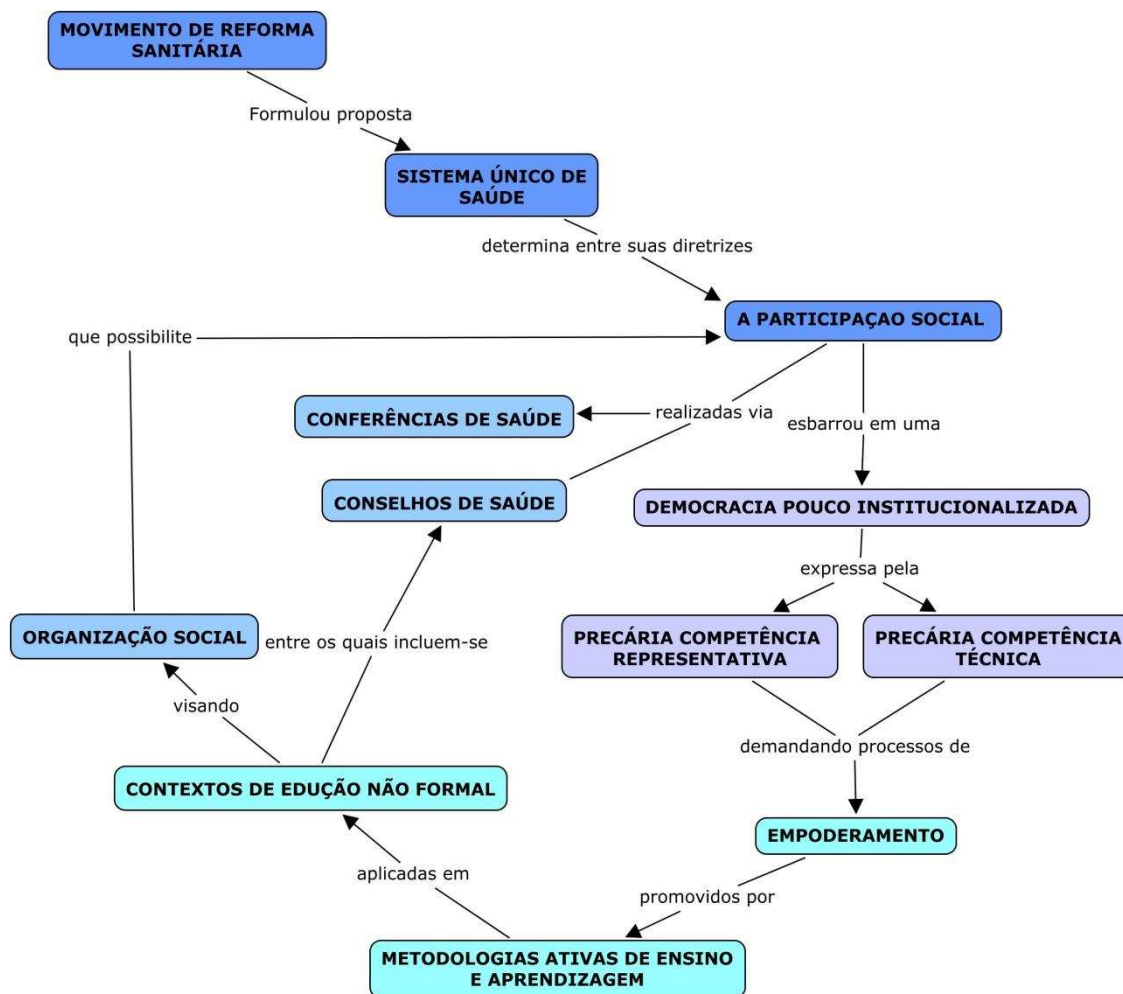 MOVIMENTO DE REFORMA
SANITÁRIA
Formulou proposta
SISTEMA ÚNICO DE
SAÚDE
determina entre suas diretrizes
A PARTICIPAÇAO SOCIAL
que possibilite
CONFERÊNCIAS DE SAÚDE
realizadas via
esbarrou em uma
CONSELHOS DE SAÚDE
DEMOCRACIA POUCO INSTITUCIONALIZADA
expressa pela
ORGANIZAÇÃO SOCIAL
entre os quais incluem-se
PRECÁRIA COMPETÊNCIA
REPRESENTATIVA
PRECÁRIA COMPETÊNCIA
TÉCNICA
visando
demandando processos de
CONTEXTOS DE EDUÇÃO NÃO FORMAL
EMPODERAMENTO
aplicadas em
promovidos por
METODOLOGIAS ATIVAS DE ENSINO
E APRENDIZAGEM